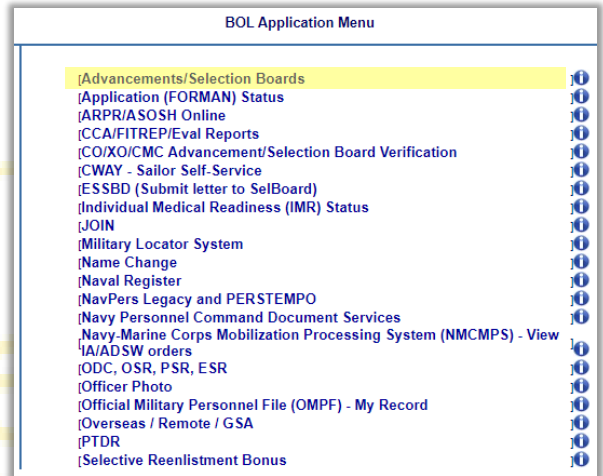 BOL Application Menu
[Advancements/Selection Boards ]
[Application (FORMAN) Status ]
[ARPR/ASOSH Online ]
[CCA/FITREP/Eval Reports ]
[CO/XO/CMC Advancement/Selection Board Verification ]
[CWAY - Sailor Self-Service ]
[ESSBD (Submit letter to SelBoard) ]
[Individual Medical Readiness (IMR) Status ]
[JOIN ]
[Military Locator System ]
[Name Change ]
[Naval Register ]
[NavPers Legacy and PERSTEMPO ]
[Navy Personnel Command Document Services ]
[Navy-Marine Corps Mobilization Processing System (NMCMPS) - View
IA/ADSW orders ]
[ODC, OSR, PSR, ESR ]
[Officer Photo ]
[Official Military Personnel File (OMPF) - My Record ]
[Overseas / Remote / GSA ]
[PTDR ]
[Selective Reenlistment Bonus ]